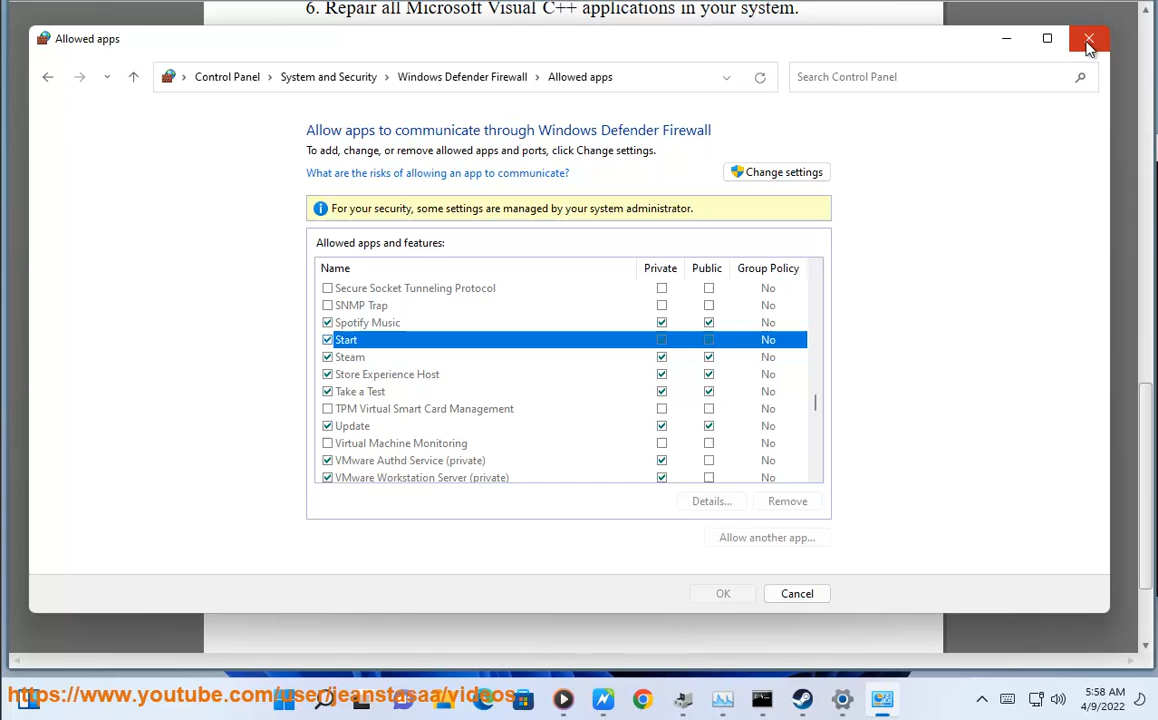 6. Repair all Microsoft Visual C++ applications in your system.
Allowed apps
Control Panel > System and Security > Windows Defender Firewall > Allowed apps
Search Control Panel
Allow apps to communicate through Windows Defender Firewall
To add, change, or remove allowed apps and ports, click Change settings.
What are the risks of allowing an app to communicate?
Change settings
For your security, some settings are managed by your system administrator.
Allowed apps and features:
Name Private Public Group Policy
Secure Socket Tunneling Protocol No
SNMP Trap No
Spotify Music No
Start No
Steam No
Store Experience Host No
Take a Test No
TPM Virtual Smart Card Management No
Update No
Virtual Machine Monitoring No
VMware Authd Service (private) No
VMware Workstation Server (private) No
Details... Remove
Allow another app...
OK Cancel
https://www.youtube.com/user/jeanstasaa/videos
5:58 AM
4/9/2022